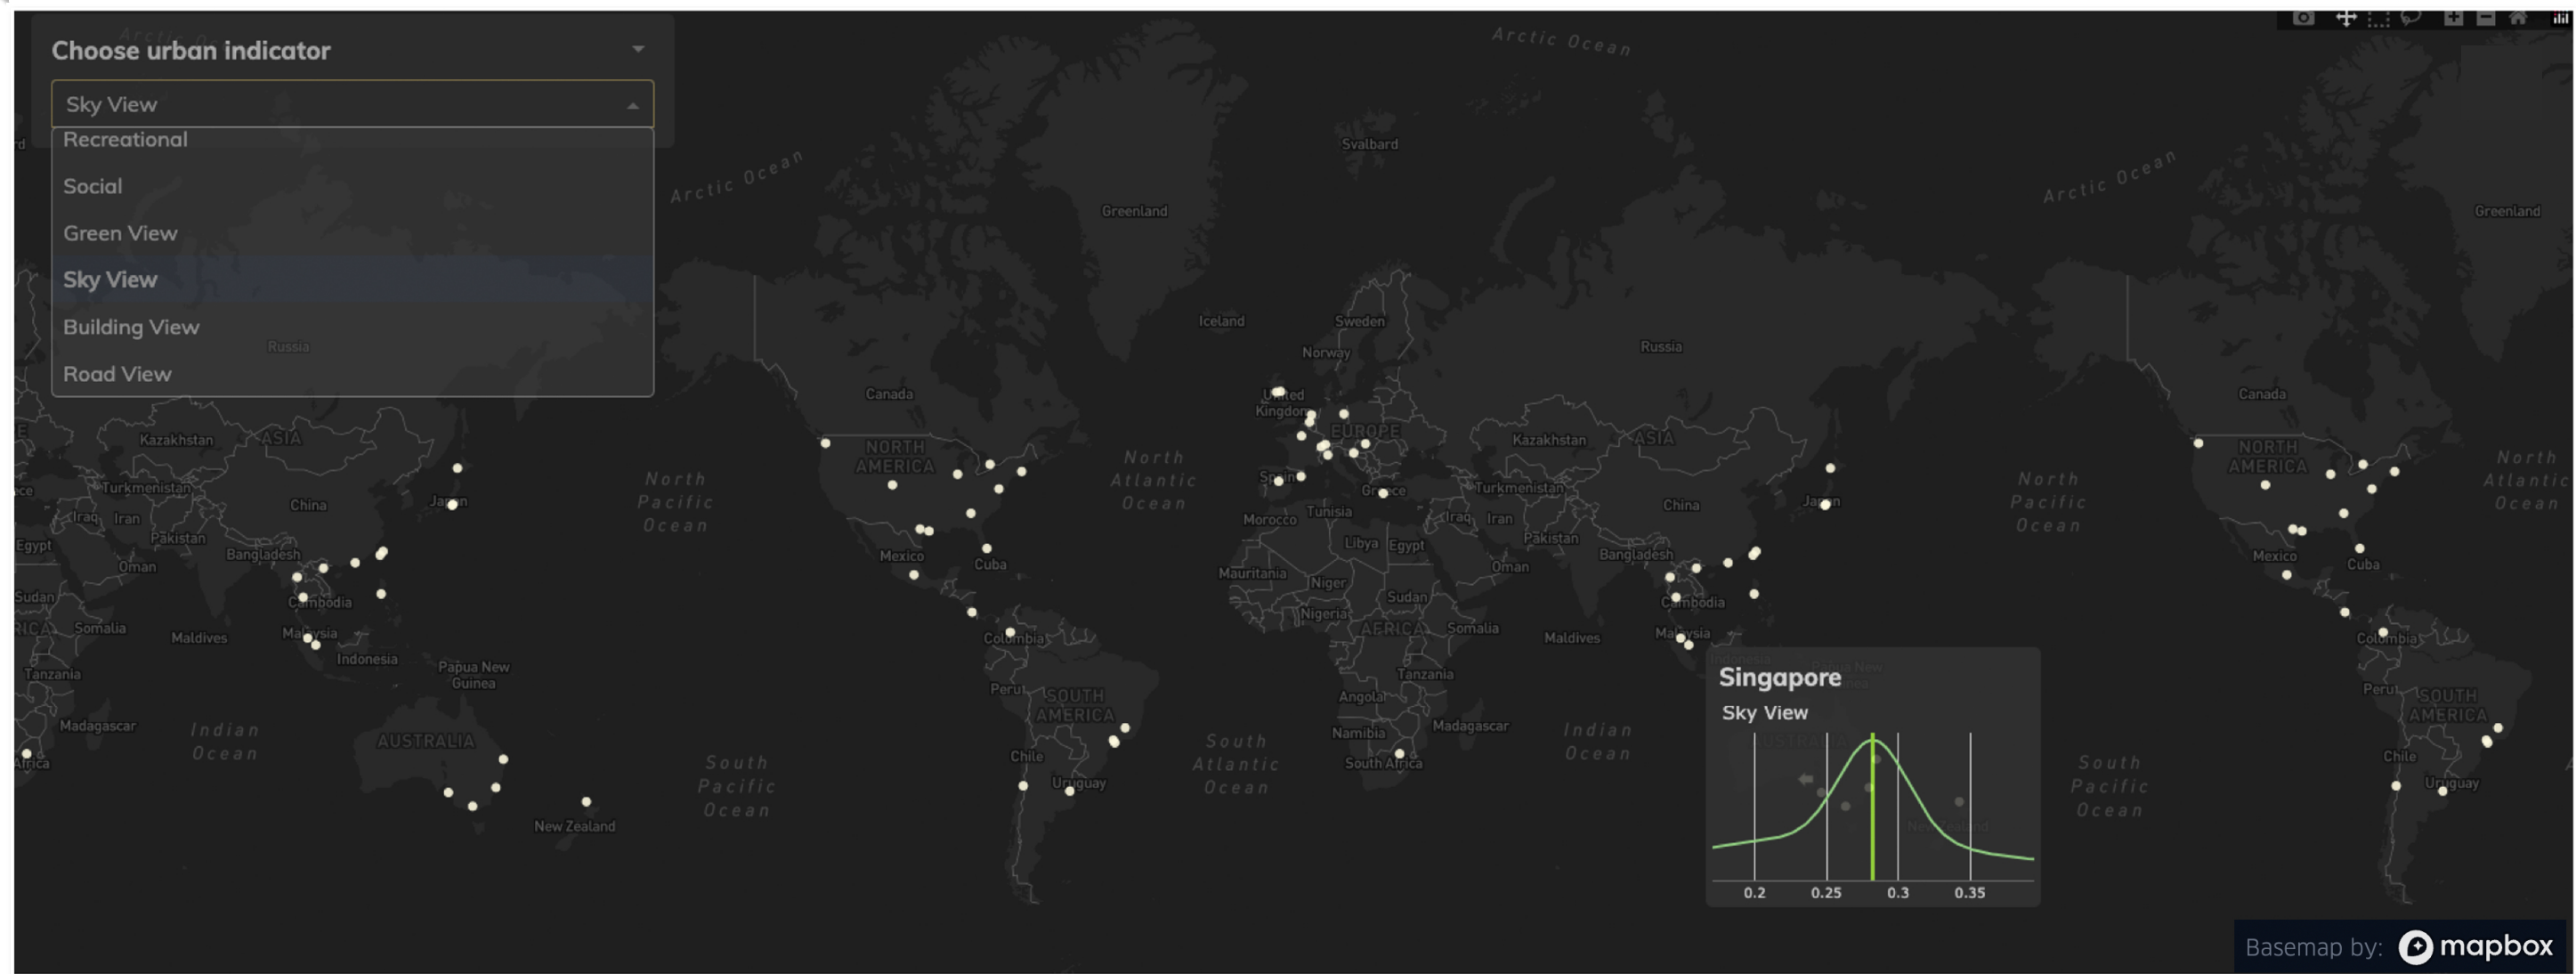 Choose urban indicator
Sky View
Recreational
Social
Green View
Sky View
Building View
Road View
Arctic Ocean
Arctic Ocean
Arctic Ocean
Svalbard
Greenland
Greenland
Iceland
Sweden
Norway
Russia
Russia
Canada
Canada
United
Kingdom
EUROPE
Kazakhstan
ASIA
Kazakhstan
ASIA
NORTH
AMERICA
NORTH
AMERICA
North
Pacific
Ocean
North
Atlantic
Ocean
North
Pacific
Ocean
North
Atlantic
Ocean
Turkmenistan
China
Japan
Spain
Greece
Turkmenistan
China
Japan
Iraq
Iran
Pakistan
Morocco
Tunisia
Iraq
Iran
Pakistan
Egypt
Oman
Bangladesh
Mexico
Cuba
Libya
Egypt
Mauritania
Niger
Oman
Bangladesh
Mexico
Cuba
Sudan
Cambodia
Nigeria
Sudan
Cambodia
RICA
Somalia
Maldives
Malaysia
Indonesia
Colombia
AFRICA
Somalia
Maldives
Malaysia
Colombia
Tanzania
Papua New
Guinea
Peru
SOUTH
AMERICA
Angola
Tanzania
Peru
SOUTH
AMERICA
Madagascar
Indian
Ocean
AUSTRALIA
Namibia
Madagascar
Indian
Ocean
Africa
South
Pacific
Ocean
Chile
Uruguay
South
Atlantic
Ocean
South Africa
South
Pacific
Ocean
Chile
Uruguay
New Zealand
Singapore
Sky View
0.2 0.25 0.3 0.35
Basemap by: mapbox